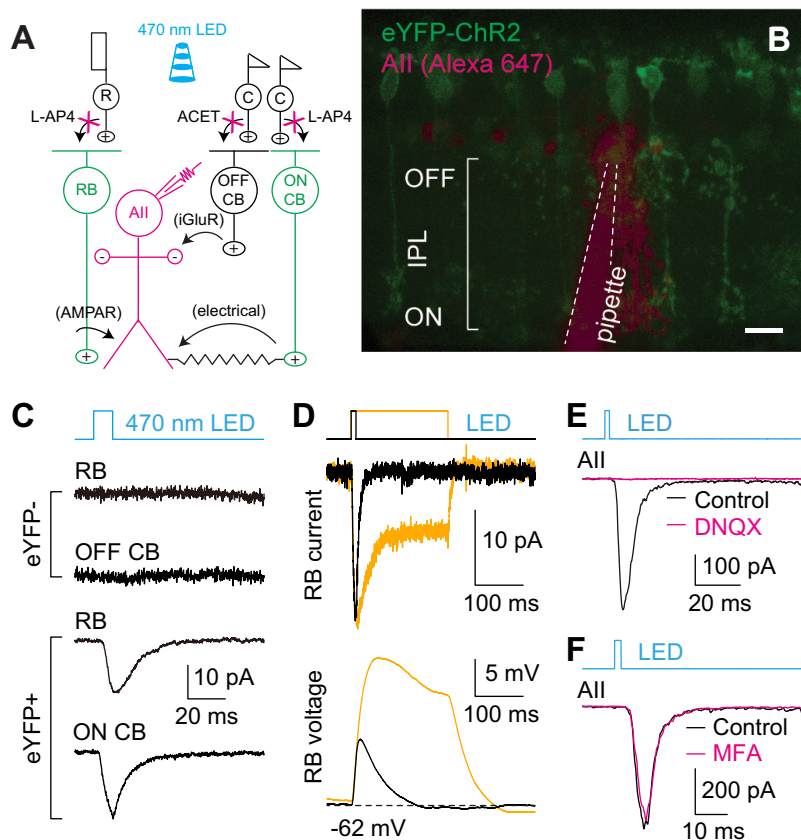 A
470 nm LED
R
C
C
L-AP4
ACET
L-AP4
+
+
+
RB
AII
OFF
CB
ON
CB
(iGluR)
+
-
-
(AMPAR)
(electrical)
+
+
B
eYFP-ChR2
AII (Alexa 647)
OFF
IPL
ON
pipette
C
470 nm LED
eYFP-
RB
OFF CB
eYFP+
RB
10 pA
20 ms
ON CB
D
LED
RB current
10 pA
100 ms
RB voltage
5 mV
100 ms
-62 mV
E
LED
AII
Control
DNQX
100 pA
20 ms
F
LED
AII
Control
MFA
200 pA
10 ms